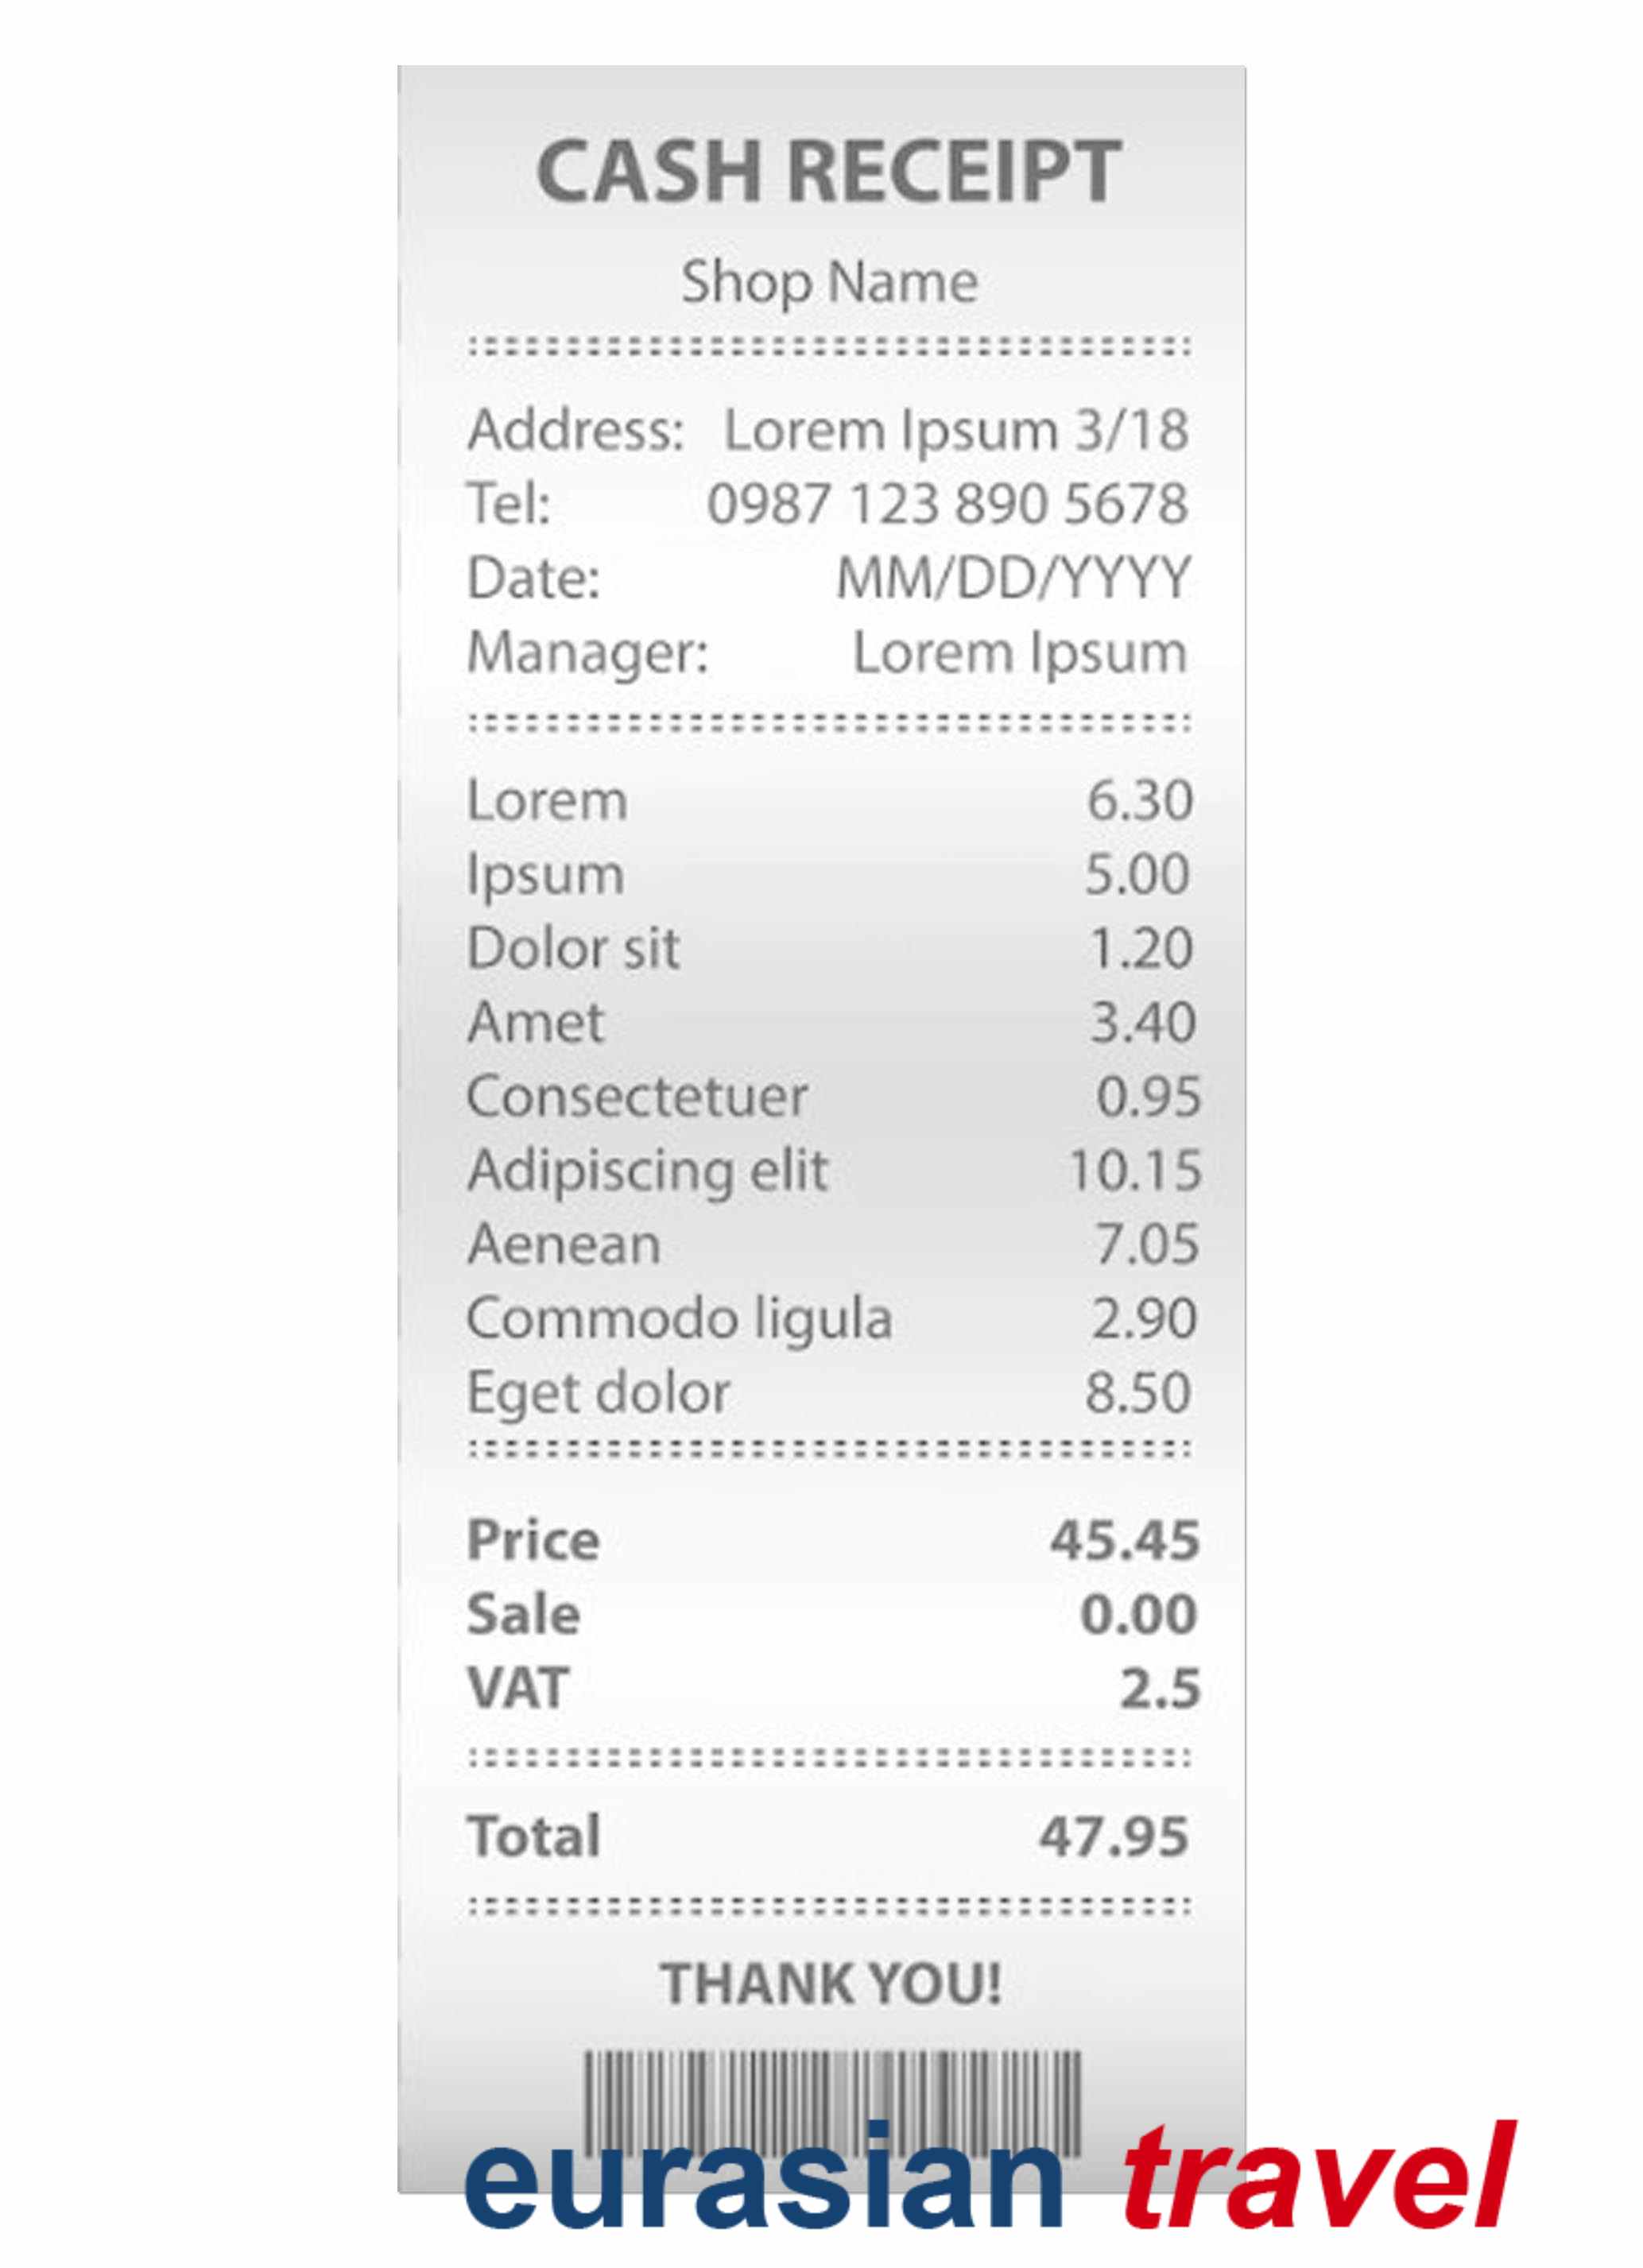 CASH RECEIPT
Shop Name
Address: Lorem Ipsum 3/18
Tel: 0987 123 890 5678
Date: MM/DD/YYYY
Manager: Lorem Ipsum
Lorem 6.30
Ipsum 5.00
Dolor sit 1.20
Amet 3.40
Consectetuer 0.95
Adipiscing elit 10.15
Aenean 7.05
Commodo ligula 2.90
Eget dolor 8.50
Price 45.45
Sale 0.00
VAT 2.5
Total 47.95
THANK YOU!
eurasian travel